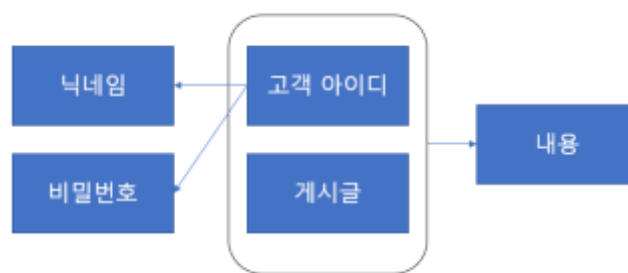 닉네임
고객 아이디
내용
비밀번호
게시글